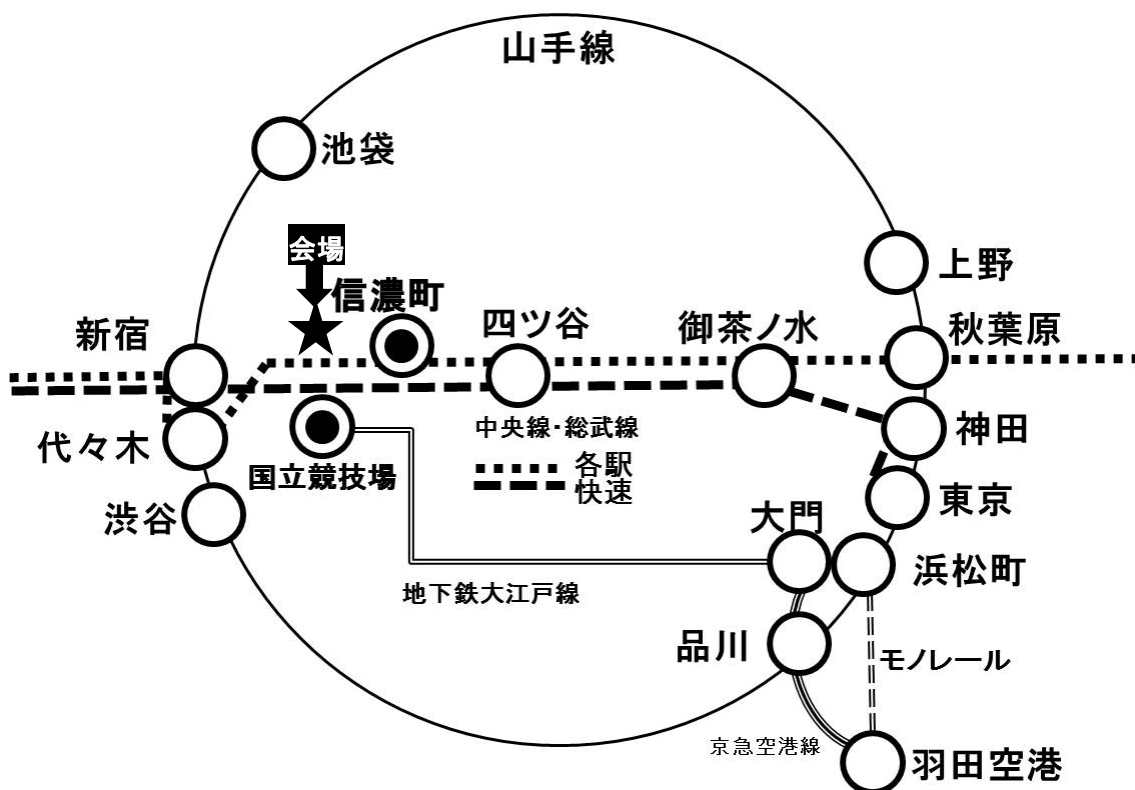 山手線
池袋
会場
上野
信濃町
新宿
四ツ谷
御茶ノ水
秋葉原
代々木
国立競技場
中央線・総武線
各駅
快速
神田
渋谷
東京
大門
浜松町
地下鉄大江戸線
品川
モノレール
京急空港線
羽田空港